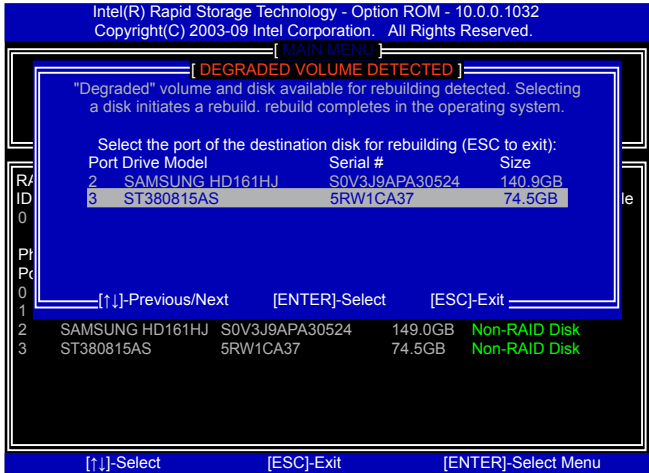 Intel(R) Rapid Storage Technology - Option ROM - 10.0.0.1032
Copyright(C) 2003-09 Intel Corporation. All Rights Reserved.
[ MAIN MENU ]
[ DEGRADED VOLUME DETECTED ]
"Degraded" volume and disk available for rebuilding detected. Selecting
a disk initiates a rebuild. rebuild completes in the operating system.
Select the port of the destination disk for rebuilding (ESC to exit):
Port Drive Model Serial # Size
2 SAMSUNG HD161HJ S0V3J9APA30524 140.9GB
3 ST380815AS 5RW1CA37 74.5GB
[↑↓]-Previous/Next [ENTER]-Select [ESC]-Exit
ID
0
0
1
2 SAMSUNG HD161HJ S0V3J9APA30524 149.0GB Non-RAID Disk
3 ST380815AS 5RW1CA37 74.5GB Non-RAID Disk
[↑↓]-Select [ESC]-Exit [ENTER]-Select Menu